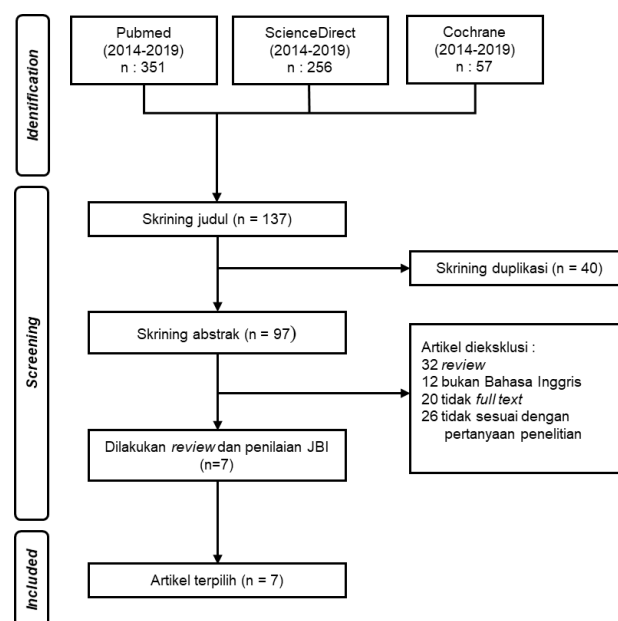 Identification
Pubmed
(2014-2019)
n : 351
ScienceDirect
(2014-2019)
n : 256
Cochrane
(2014-2019)
n : 57
Screening
Skrining judul (n = 137)
Skrining duplikasi (n = 40)
Skrining abstrak (n = 97)
Artikel dieksklusi :
32 review
12 bukan Bahasa Inggris
20 tidak full text
26 tidak sesuai dengan
pertanyaan penelitian
Dilakukan review dan penilaian JBI
(n=7)
Included
Artikel terpilih (n = 7)